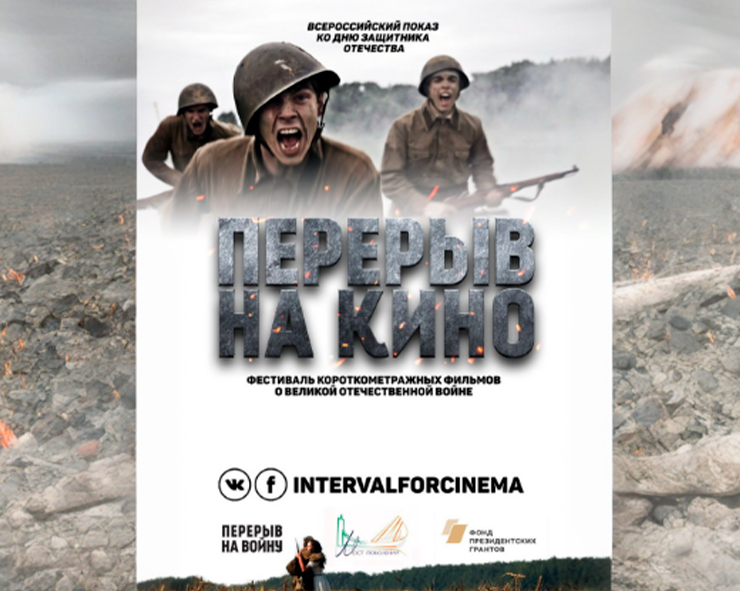 ВСЕРОССИЙСКИЙ ПОКАЗ
КО ДНЮ ЗАЩИТНИКА
ОТЕЧЕСТВА
ПЕРЕРЫВ
НА КИНО
ФЕСТИВАЛЬ КОРОТКОМЕТРАЖНЫХ ФИЛЬМОВ
О ВЕЛИКОЙ ОТЕЧЕСТВЕННОЙ ВОЙНЕ
INTERVALFORCINEMA
ПЕРЕРЫВ
НА ВОЙНУ
ПОКОЛЕНИЙ
ФОНД
ПРЕЗИДЕНТСКИХ
ГРАНТОВ